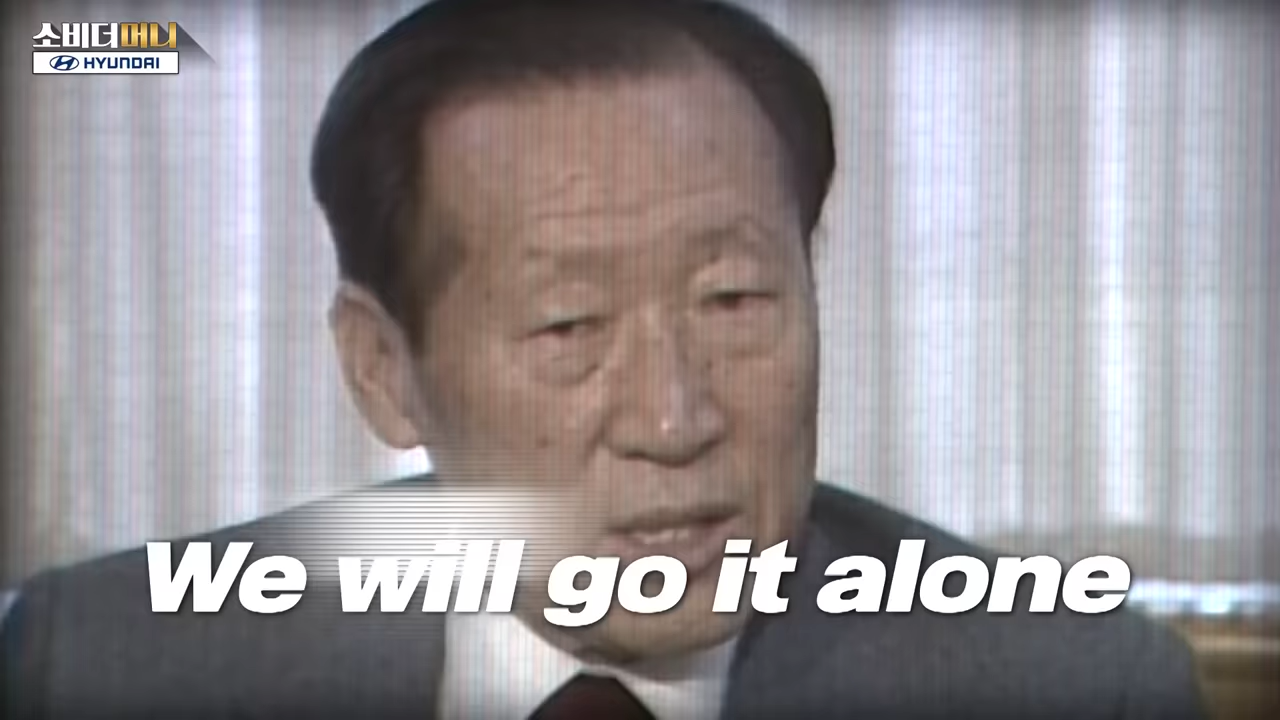 소비더머니
HYUNDAI
We will go it alone